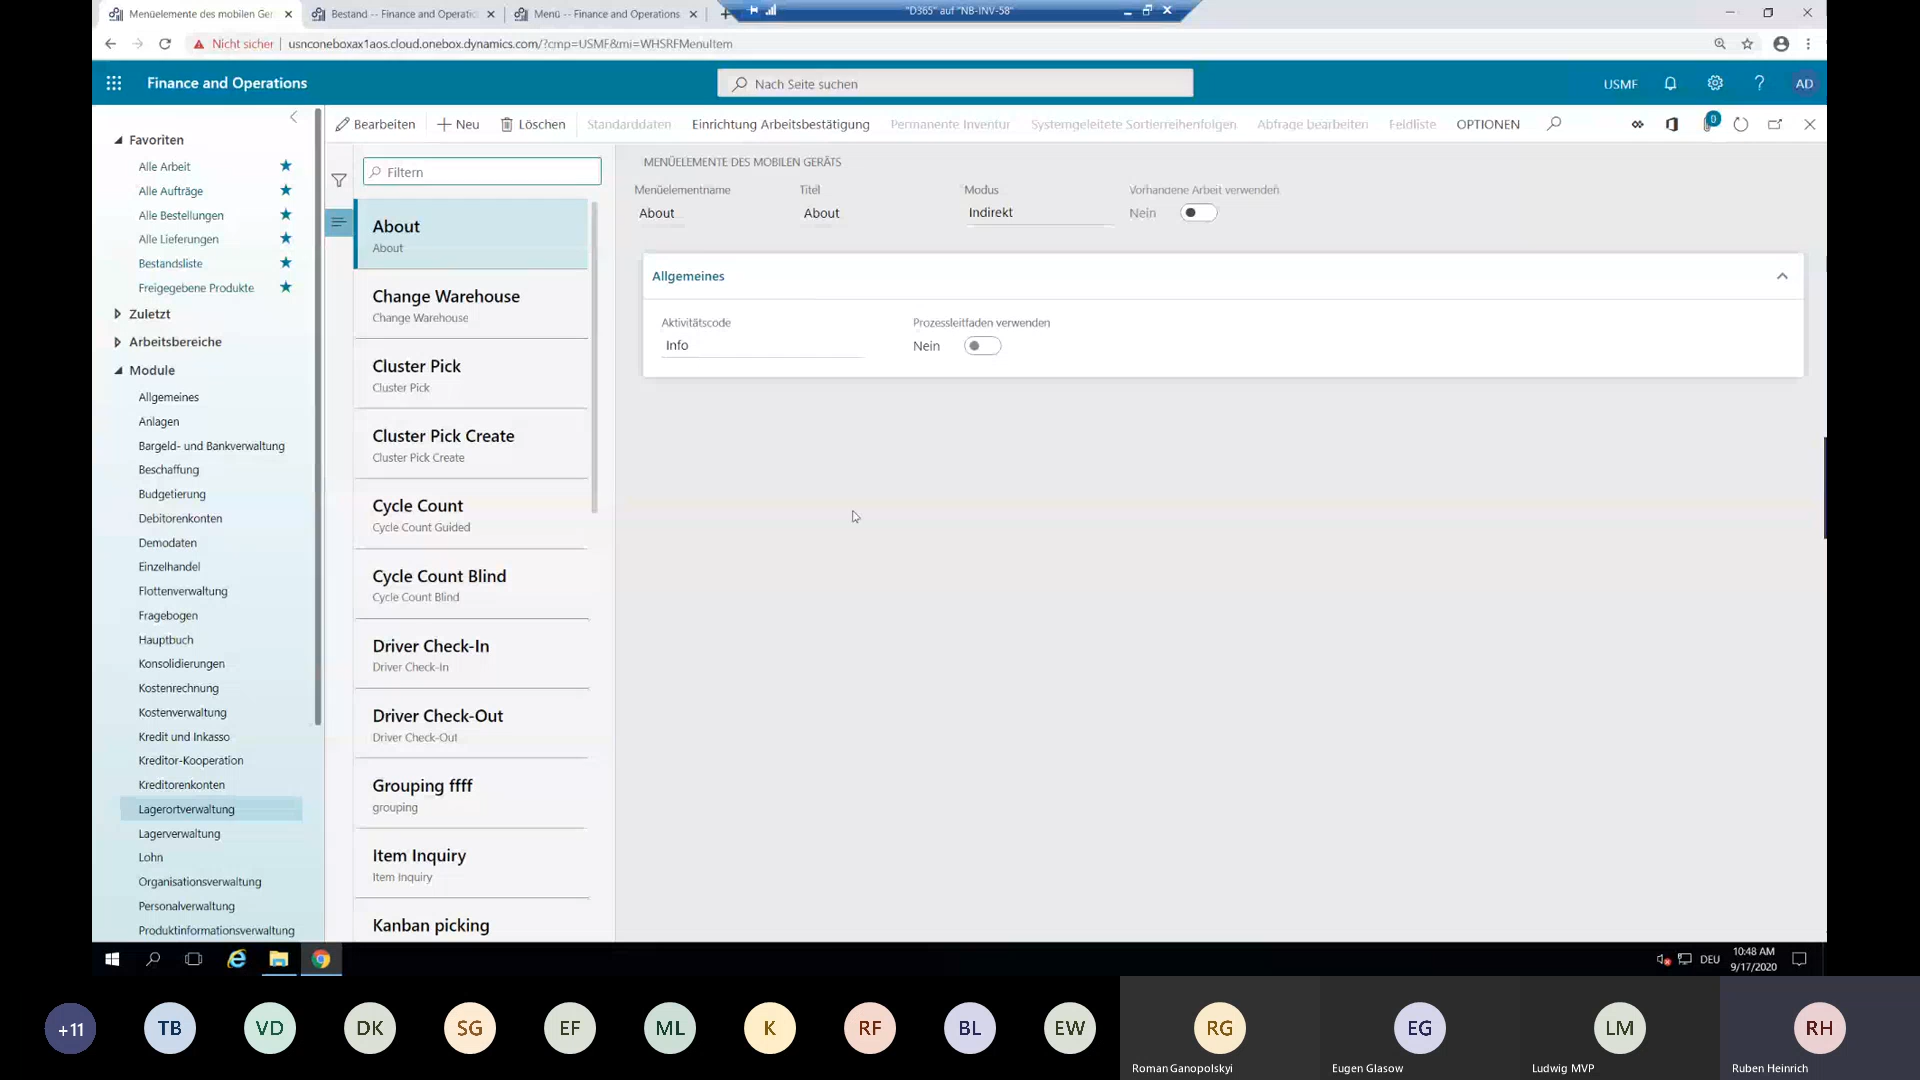 Menüelemente des mobilen Ger
Bestand -- Finance and Operatio
Menü -- Finance and Operations
"D365" auf "NB-INV-58"
Nicht sicher
usnconeboxax1aos.cloud.onebox.dynamics.com/?cmp=USMF&mi=WHSRFMenuItem
Finance and Operations
Nach Seite suchen
USMF
?
AD
Bearbeiten
Neu
Löschen
Standarddaten
Einrichtung Arbeitsbestätigung
Permanente Inventur
Systemgeleitete Sortierreihenfolgen
Abfrage bearbeiten
Feldliste
OPTIONEN
0
Favoriten
Alle Arbeit
Alle Aufträge
Alle Bestellungen
Alle Lieferungen
Bestandsliste
Freigegebene Produkte
Zuletzt
Arbeitsbereiche
Module
Allgemeines
Anlagen
Bargeld- und Bankverwaltung
Beschaffung
Budgetierung
Debitorenkonten
Demodaten
Einzelhandel
Flottenverwaltung
Fragebogen
Hauptbuch
Konsolidierungen
Kostenrechnung
Kostenverwaltung
Kredit und Inkasso
Kreditor-Kooperation
Kreditorenkonten
Lagerortverwaltung
Lagerverwaltung
Lohn
Organisationsverwaltung
Personalverwaltung
Produktinformationsverwaltung
Filtern
About
About
Change Warehouse
Change Warehouse
Cluster Pick
Cluster Pick
Cluster Pick Create
Cluster Pick Create
Cycle Count
Cycle Count Guided
Cycle Count Blind
Cycle Count Blind
Driver Check-In
Driver Check-In
Driver Check-Out
Driver Check-Out
Grouping ffff
grouping
Item Inquiry
Item Inquiry
Kanban picking
MENÜELEMENTE DES MOBILEN GERÄTS
Menüelementname
Titel
Modus
Vorhandene Arbeit verwenden
About
About
Indirekt
Nein
Allgemeines
Aktivitätscode
Prozessleitfaden verwenden
Info
Nein
DEU
10:48 AM
9/17/2020
+11
TB
VD
DK
SG
EF
ML
K
RF
BL
EW
RG
EG
LM
RH
Roman Ganopolskyi
Eugen Glasow
Ludwig MVP
Ruben Heinrich